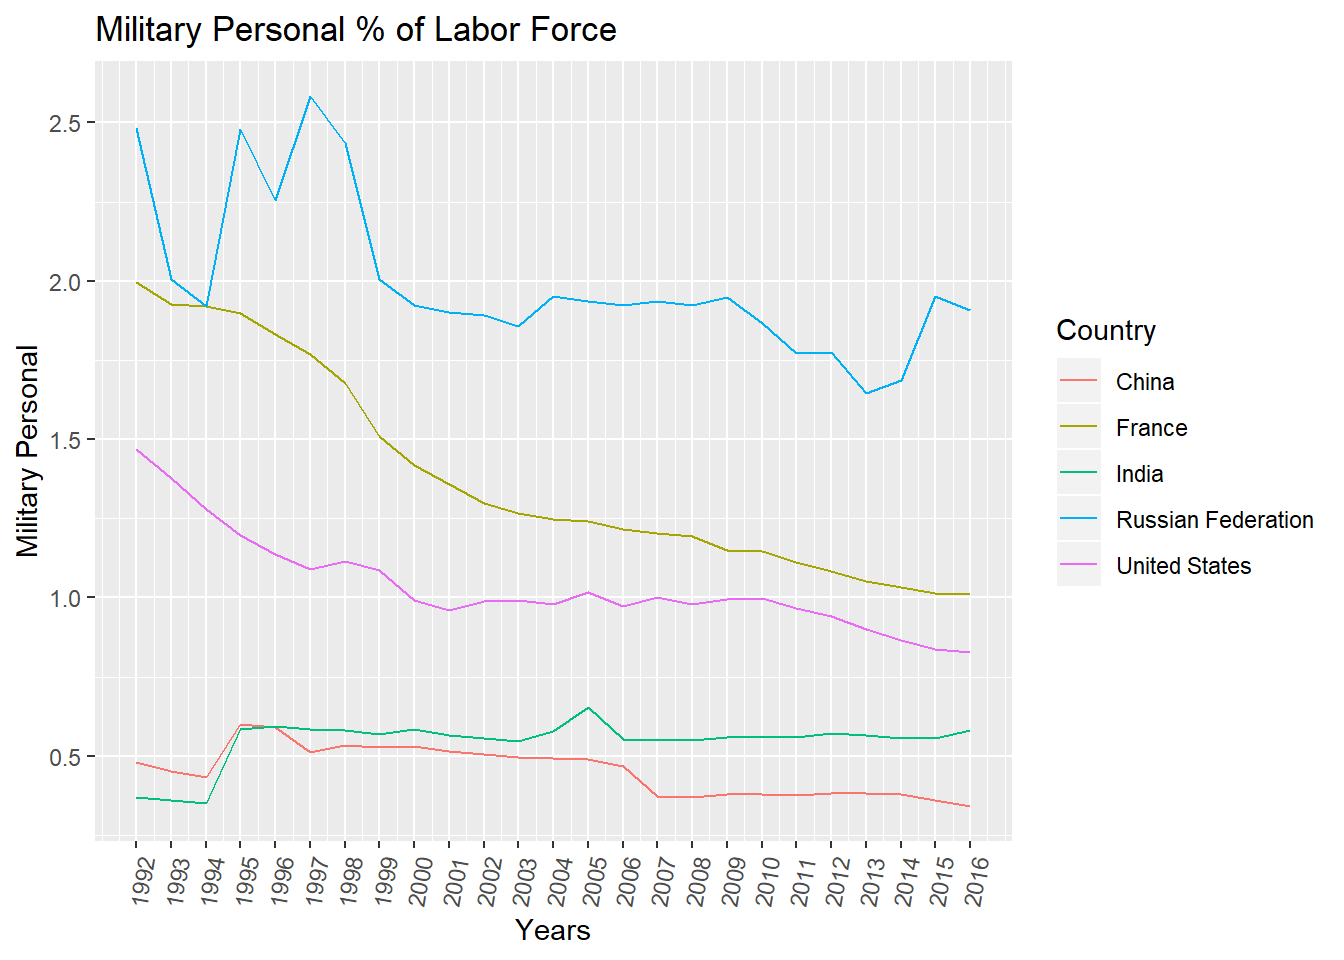 Military Personal % of Labor Force
Military Personal
2.5
2.0
1.5
1.0
0.5
1992 1993 1994 1995 1996 1997 1998 1999 2000 2001 2002 2003 2004 2005 2006 2007 2008 2009 2010 2011 2012 2013 2014 2015 2016
Years
Country
China
France
India
Russian Federation
United States